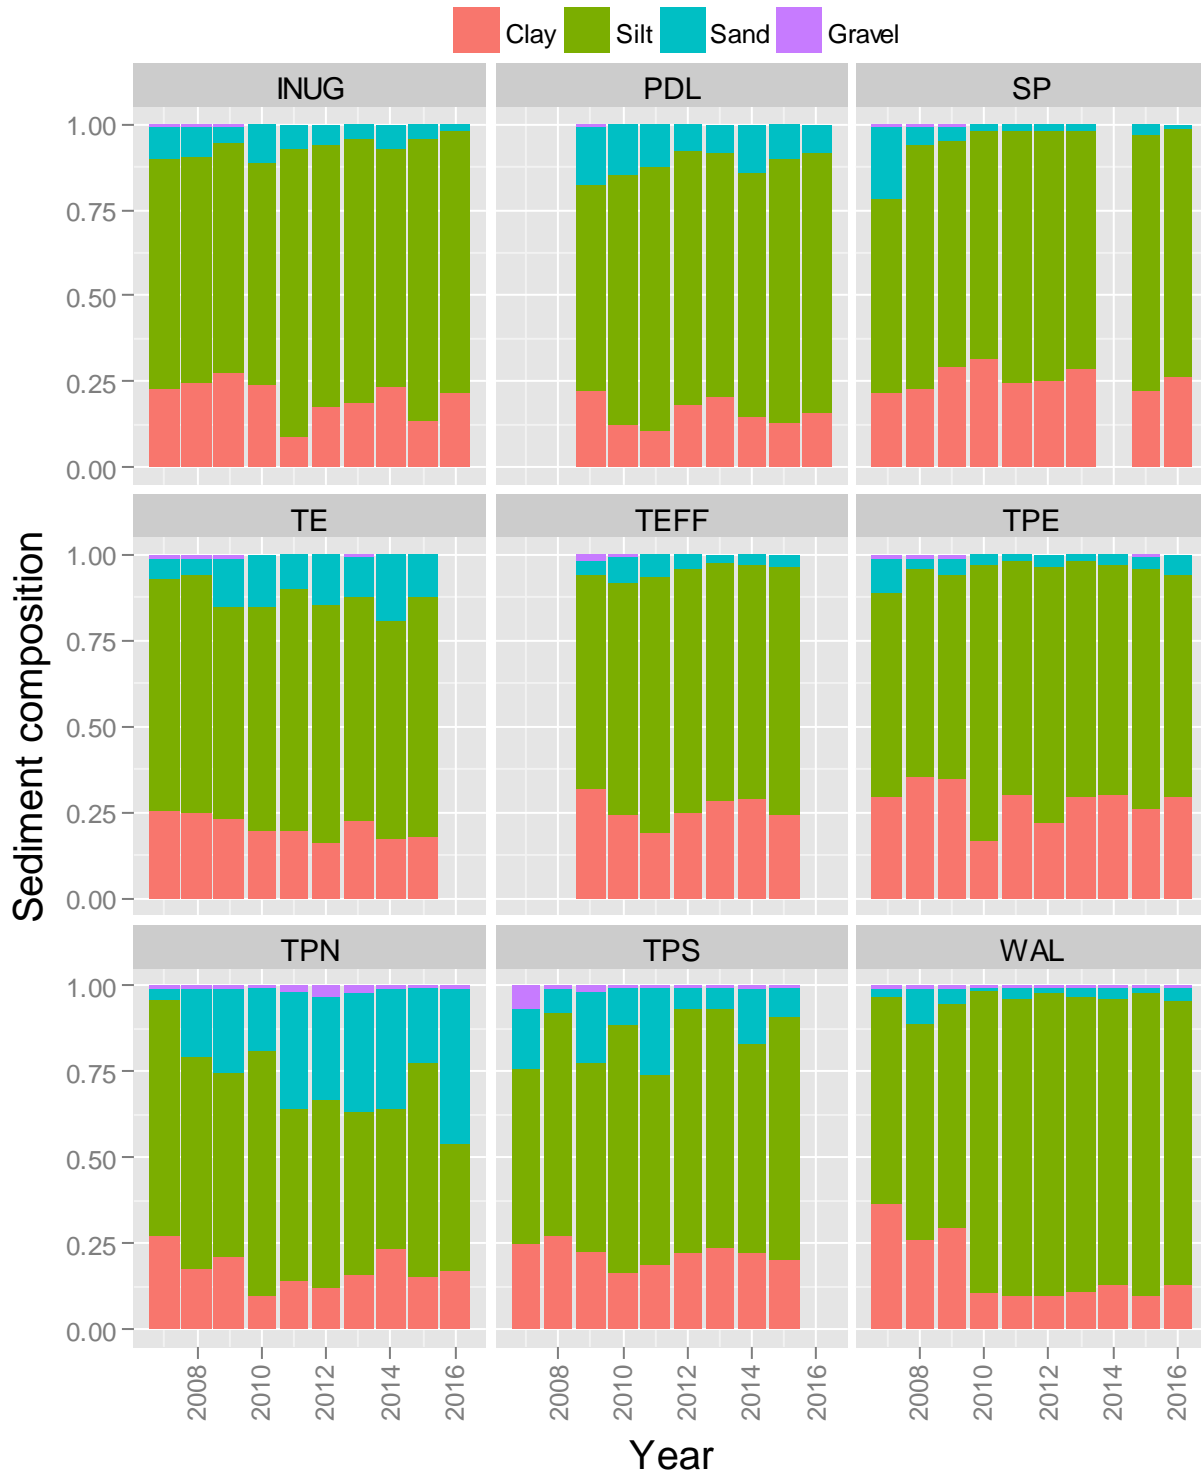 Clay Silt Sand Gravel
INUG PDL SP
1.00
0.75
0.50
0.25
0.00
TE TEFF TPE
1.00
0.75
0.50
0.25
0.00
TPN TPS WAL
1.00
0.75
0.50
0.25
0.00
2008 2010 2012 2014 2016 2008 2010 2012 2014 2016 2008 2010 2012 2014 2016
Year
Sediment composition